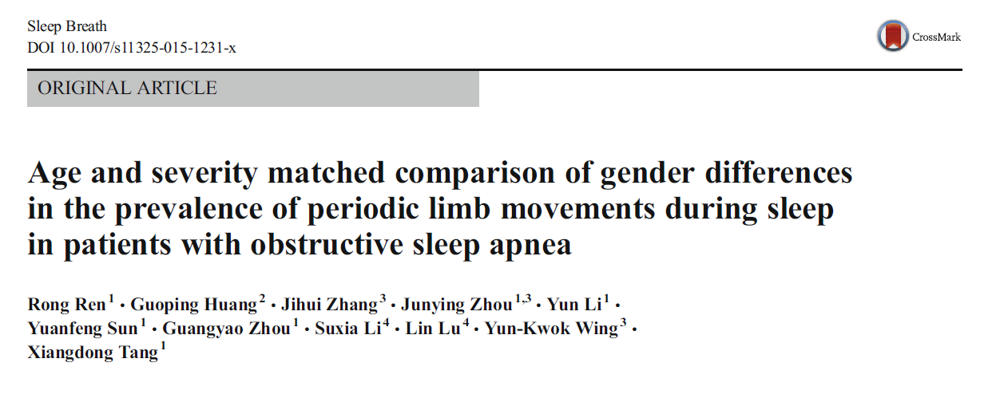 Sleep Breath
DOI 10.1007/s11325-015-1231-x
CrossMark
ORIGINAL ARTICLE
Age and severity matched comparison of gender differences
in the prevalence of periodic limb movements during sleep
in patients with obstructive sleep apnea
Rong Ren¹ • Guoping Huang² • Jihui Zhang³ • Junying Zhou¹,³ • Yun Li¹ •
Yuanfeng Sun¹ • Guangyao Zhou¹ • Suxia Li⁴ • Lin Lu⁴ • Yun-Kwok Wing³ •
Xiangdong Tang¹